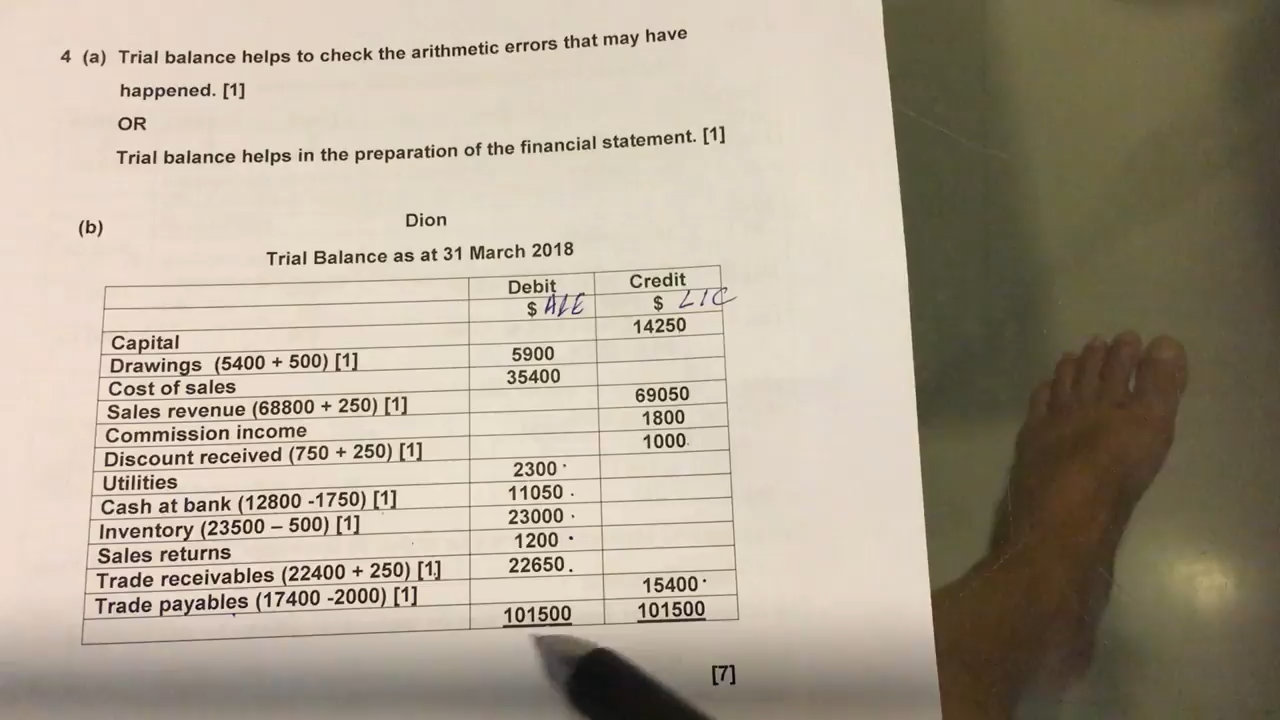 4 (a) Trial balance helps to check the arithmetic errors that may have
happened. [1]
OR
Trial balance helps in the preparation of the financial statement. [1]
(b) Dion
Trial Balance as at 31 March 2018
Debit Credit
$ ALE $ LIC
Capital 14250
Drawings (5400 + 500) [1] 5900
Cost of sales 35400
Sales revenue (68800 + 250) [1] 69050
Commission income 1800
Discount received (750 + 250) [1] 1000
Utilities 2300
Cash at bank (12800 -1750) [1] 11050
Inventory (23500 – 500) [1] 23000
Sales returns 1200
Trade receivables (22400 + 250) [1] 22650
Trade payables (17400 -2000) [1] 15400
101500 101500
[7]